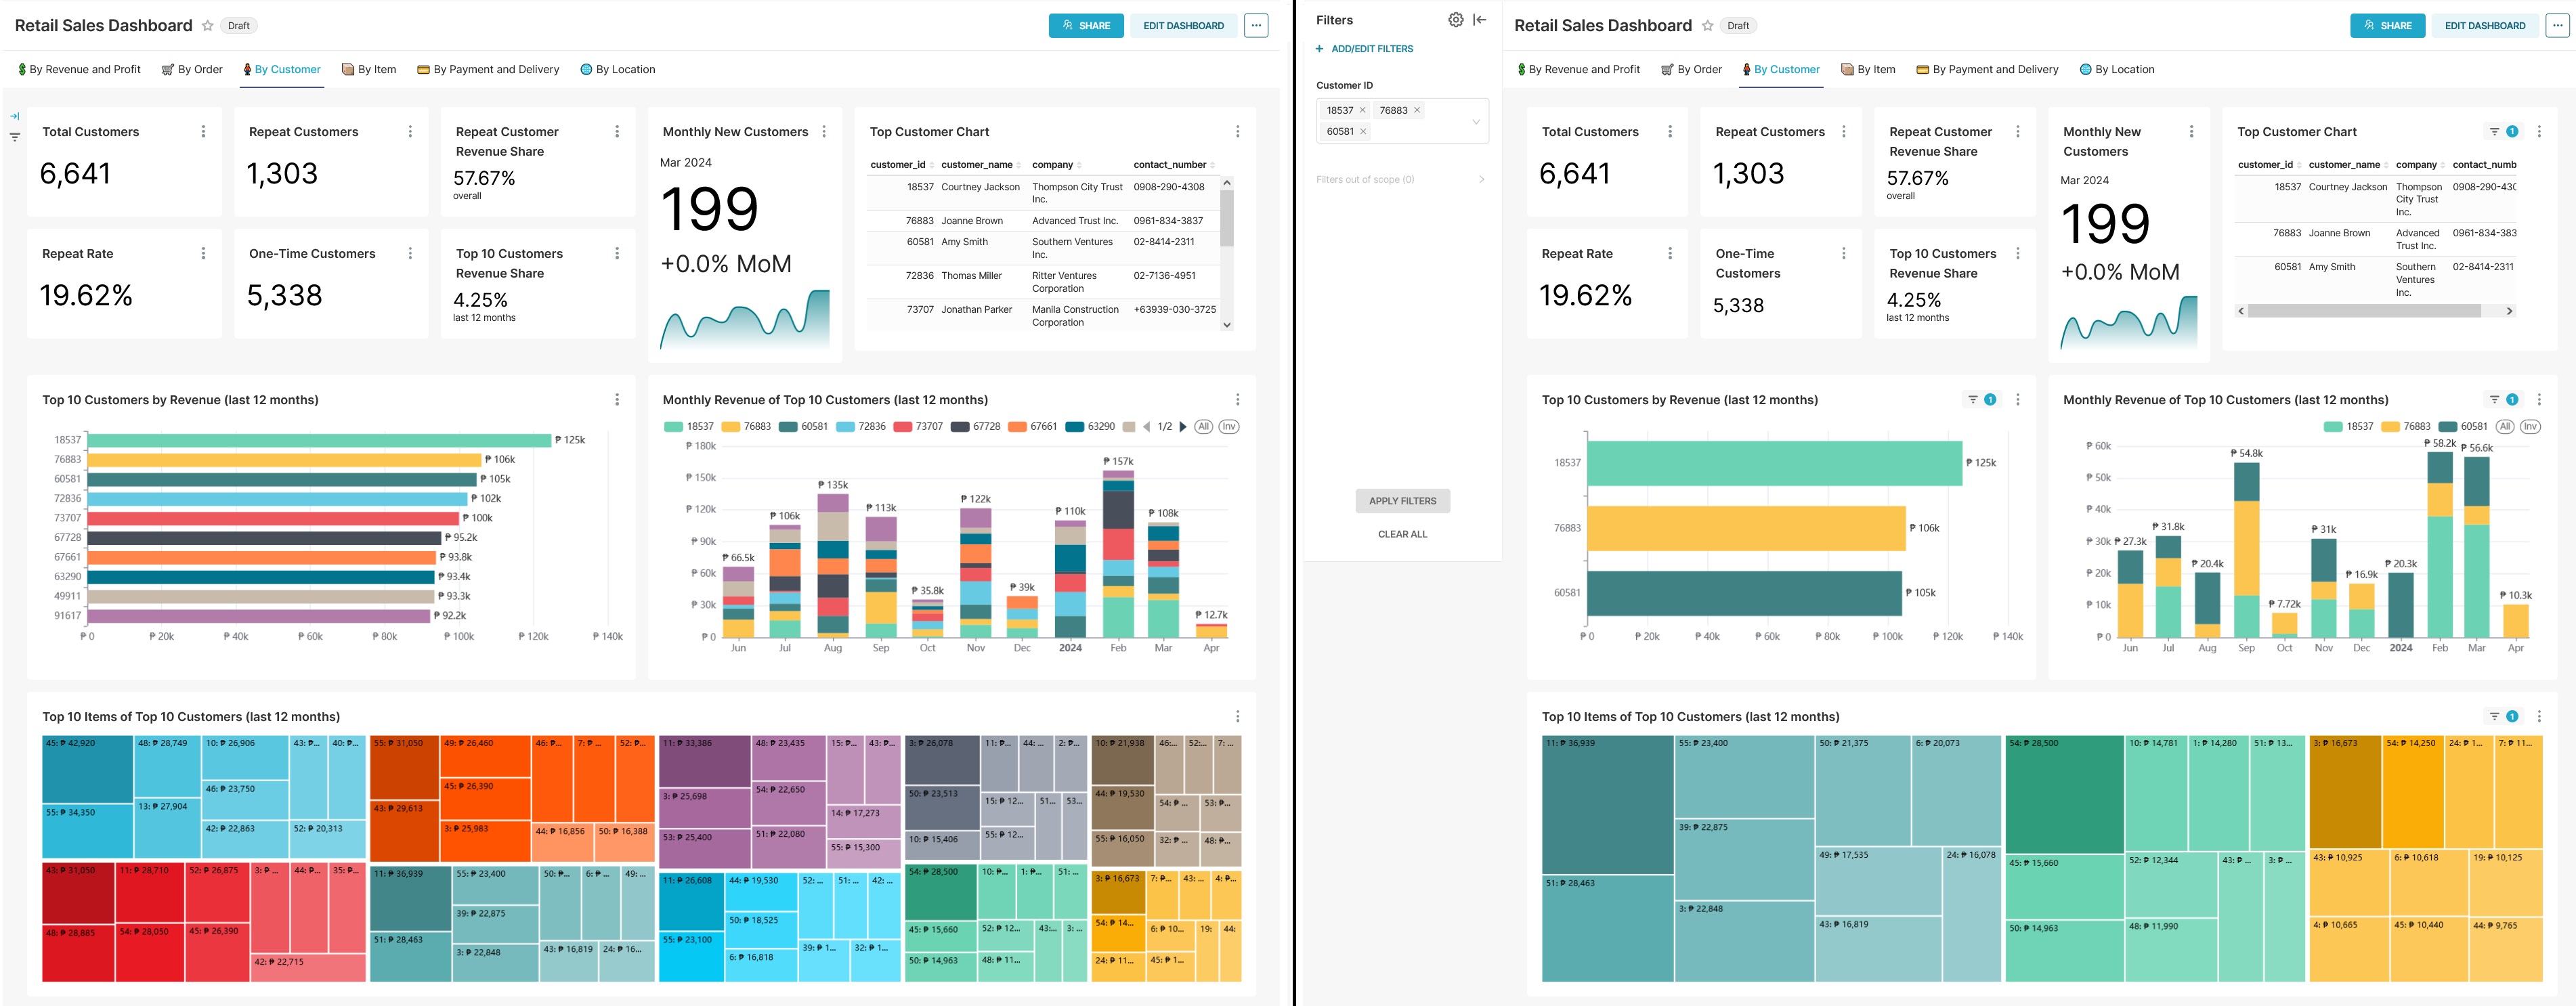 Retail Sales Dashboard
Draft
SHARE
EDIT DASHBOARD
By Revenue and Profit
By Order
By Customer
By Item
By Payment and Delivery
By Location
Total Customers
6,641
Repeat Customers
1,303
Repeat Customer
Revenue Share
57.67%
overall
Repeat Rate
19.62%
One-Time Customers
5,338
Top 10 Customers
Revenue Share
4.25%
last 12 months
Monthly New Customers
Mar 2024
199
+0.0% MoM
Top Customer Chart
customer_id customer_name company contact_number
18537 Courtney Jackson Thompson City Trust 0908-290-4308
Inc.
76883 Joanne Brown Advanced Trust Inc. 0961-834-3837
60581 Amy Smith Southern Ventures 02-8414-2311
Inc.
72836 Thomas Miller Ritter Ventures 02-7136-4951
Corporation
73707 Jonathan Parker Manila Construction +63939-030-3725
Corporation
Top 10 Customers by Revenue (last 12 months)
18537 ₱ 125k
76883 ₱ 106k
60581 ₱ 105k
72836 ₱ 102k
73707 ₱ 100k
67728 ₱ 95.2k
67661 ₱ 93.8k
63290 ₱ 93.4k
49911 ₱ 93.3k
91617 ₱ 92.2k
₱ 0 ₱ 20k ₱ 40k ₱ 60k ₱ 80k ₱ 100k ₱ 120k ₱ 140k
Monthly Revenue of Top 10 Customers (last 12 months)
18537 76883 60581 72836 73707 67728 67661 63290 1/2 All Inv
₱ 180k
₱ 150k
₱ 120k
₱ 90k
₱ 60k
₱ 30k
₱ 0
₱ 66.5k ₱ 106k ₱ 135k ₱ 113k ₱ 35.8k ₱ 122k ₱ 39k ₱ 110k ₱ 157k ₱ 108k ₱ 12.7k
Jun Jul Aug Sep Oct Nov Dec 2024 Feb Mar Apr
Top 10 Items of Top 10 Customers (last 12 months)
45: ₱ 42,920 48: ₱ 28,749 10: ₱ 26,906 43: ₱... 40: ₱...
46: ₱ 23,750
55: ₱ 34,350 13: ₱ 27,904
42: ₱ 22,863 52: ₱ 20,313
55: ₱ 31,050 49: ₱ 26,460 46: ₱... 7: ₱ ... 52: ₱...
45: ₱ 26,390
43: ₱ 29,613
3: ₱ 25,983 44: ₱ 16,856 50: ₱ 16,388
11: ₱ 33,386 48: ₱ 23,435 15: ₱... 43: ₱...
3: ₱ 25,698 54: ₱ 22,650
14: ₱ 17,273
53: ₱ 25,400 51: ₱ 22,080
55: ₱ 15,300
3: ₱ 26,078 11: ₱... 44: ... 2: ₱...
50: ₱ 23,513 15: ₱ 12... 51... 53...
10: ₱ 15,406 55: ₱ 12...
10: ₱ 21,938 46:... 52:... 7: ...
44: ₱ 19,530 54: ₱ ... 53: ₱...
55: ₱ 16,050 32: ₱ ... 48: ₱...
43: ₱ 31,050 11: ₱ 28,710 52: ₱ 26,875 3: ₱ ... 44: ₱... 35: ₱...
48: ₱ 28,885 54: ₱ 28,050 45: ₱ 26,390
42: ₱ 22,715
11: ₱ 36,939 55: ₱ 23,400 50: ₱... 6: ₱ ... 49: ...
39: ₱ 22,875
51: ₱ 28,463
3: ₱ 22,848 43: ₱ 16,819 24: ₱ 16...
11: ₱ 26,608 44: ₱ 19,530 52: ... 51: ... 42: ...
50: ₱ 18,525
55: ₱ 23,100
6: ₱ 16,818 39: ₱ 1... 32: ₱ 1...
54: ₱ 28,500 10: ₱... 1: ₱... 51: ...
45: ₱ 15,660 52: ₱ 12... 43:... 3: ...
50: ₱ 14,963 48: ₱ 11...
3: ₱ 16,673 7: ₱... 43: ... 4: ₱...
54: ₱ 14... 6: ₱ 10... 19: 44:
24: ₱ 11... 45: ₱ 1...
Filters
ADD/EDIT FILTERS
Customer ID
18537 76883
60581
Filters out of scope (0)
APPLY FILTERS
CLEAR ALL
Retail Sales Dashboard
Draft
SHARE
EDIT DASHBOARD
By Revenue and Profit
By Order
By Customer
By Item
By Payment and Delivery
By Location
Total Customers
6,641
Repeat Customers
1,303
Repeat Customer
Revenue Share
57.67%
overall
Repeat Rate
19.62%
One-Time
Customers
5,338
Top 10 Customers
Revenue Share
4.25%
last 12 months
Monthly New
Customers
Mar 2024
199
+0.0% MoM
Top Customer Chart
1
customer_id customer_name company contact_numb
18537 Courtney Jackson Thompson 0908-290-430
City Trust
Inc.
76883 Joanne Brown Advanced 0961-834-383
Trust Inc.
60581 Amy Smith Southern 02-8414-2311
Ventures
Inc.
Top 10 Customers by Revenue (last 12 months)
1
18537 ₱ 125k
76883 ₱ 106k
60581 ₱ 105k
₱ 0 ₱ 20k ₱ 40k ₱ 60k ₱ 80k ₱ 100k ₱ 120k ₱ 140k
Monthly Revenue of Top 10 Customers (last 12 months)
1
18537 76883 60581 All Inv
₱ 60k
₱ 50k
₱ 40k
₱ 30k
₱ 20k
₱ 10k
₱ 0
₱ 27.3k ₱ 31.8k ₱ 20.4k ₱ 54.8k ₱ 7.72k ₱ 31k ₱ 16.9k ₱ 20.3k ₱ 58.2k ₱ 56.6k ₱ 10.3k
Jun Jul Aug Sep Oct Nov Dec 2024 Feb Mar Apr
Top 10 Items of Top 10 Customers (last 12 months)
1
11: ₱ 36,939 55: ₱ 23,400 50: ₱ 21,375 6: ₱ 20,073
39: ₱ 22,875
49: ₱ 17,535 24: ₱ 16,078
51: ₱ 28,463
3: ₱ 22,848
43: ₱ 16,819
54: ₱ 28,500 10: ₱ 14,781 1: ₱ 14,280 51: ₱ 13...
45: ₱ 15,660 52: ₱ 12,344 43: ₱ ... 3: ₱ ...
50: ₱ 14,963 48: ₱ 11,990
3: ₱ 16,673 54: ₱ 14,250 24: ₱ 1... 7: ₱ 11...
43: ₱ 10,925 6: ₱ 10,618 19: ₱ 10,125
4: ₱ 10,665 45: ₱ 10,440 44: ₱ 9,765